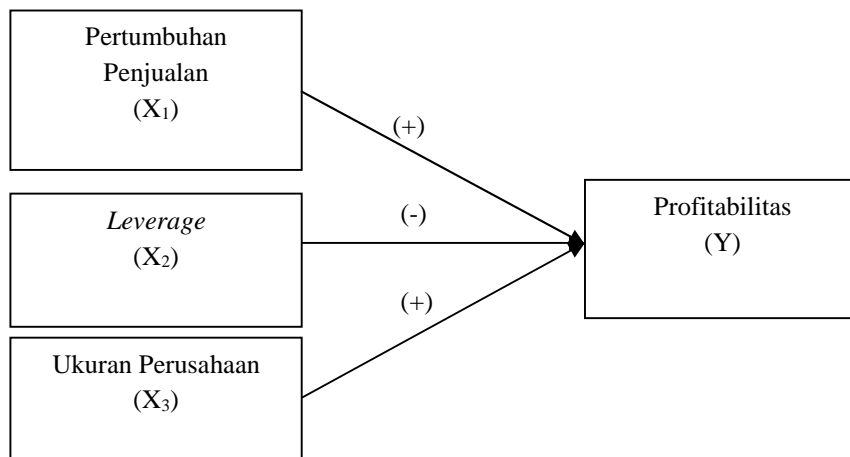 Pertumbuhan
Penjualan
(X₁)
(+)
Leverage
(X₂)
(-)
Profitabilitas
(Y)
(+)
Ukuran Perusahaan
(X₃)